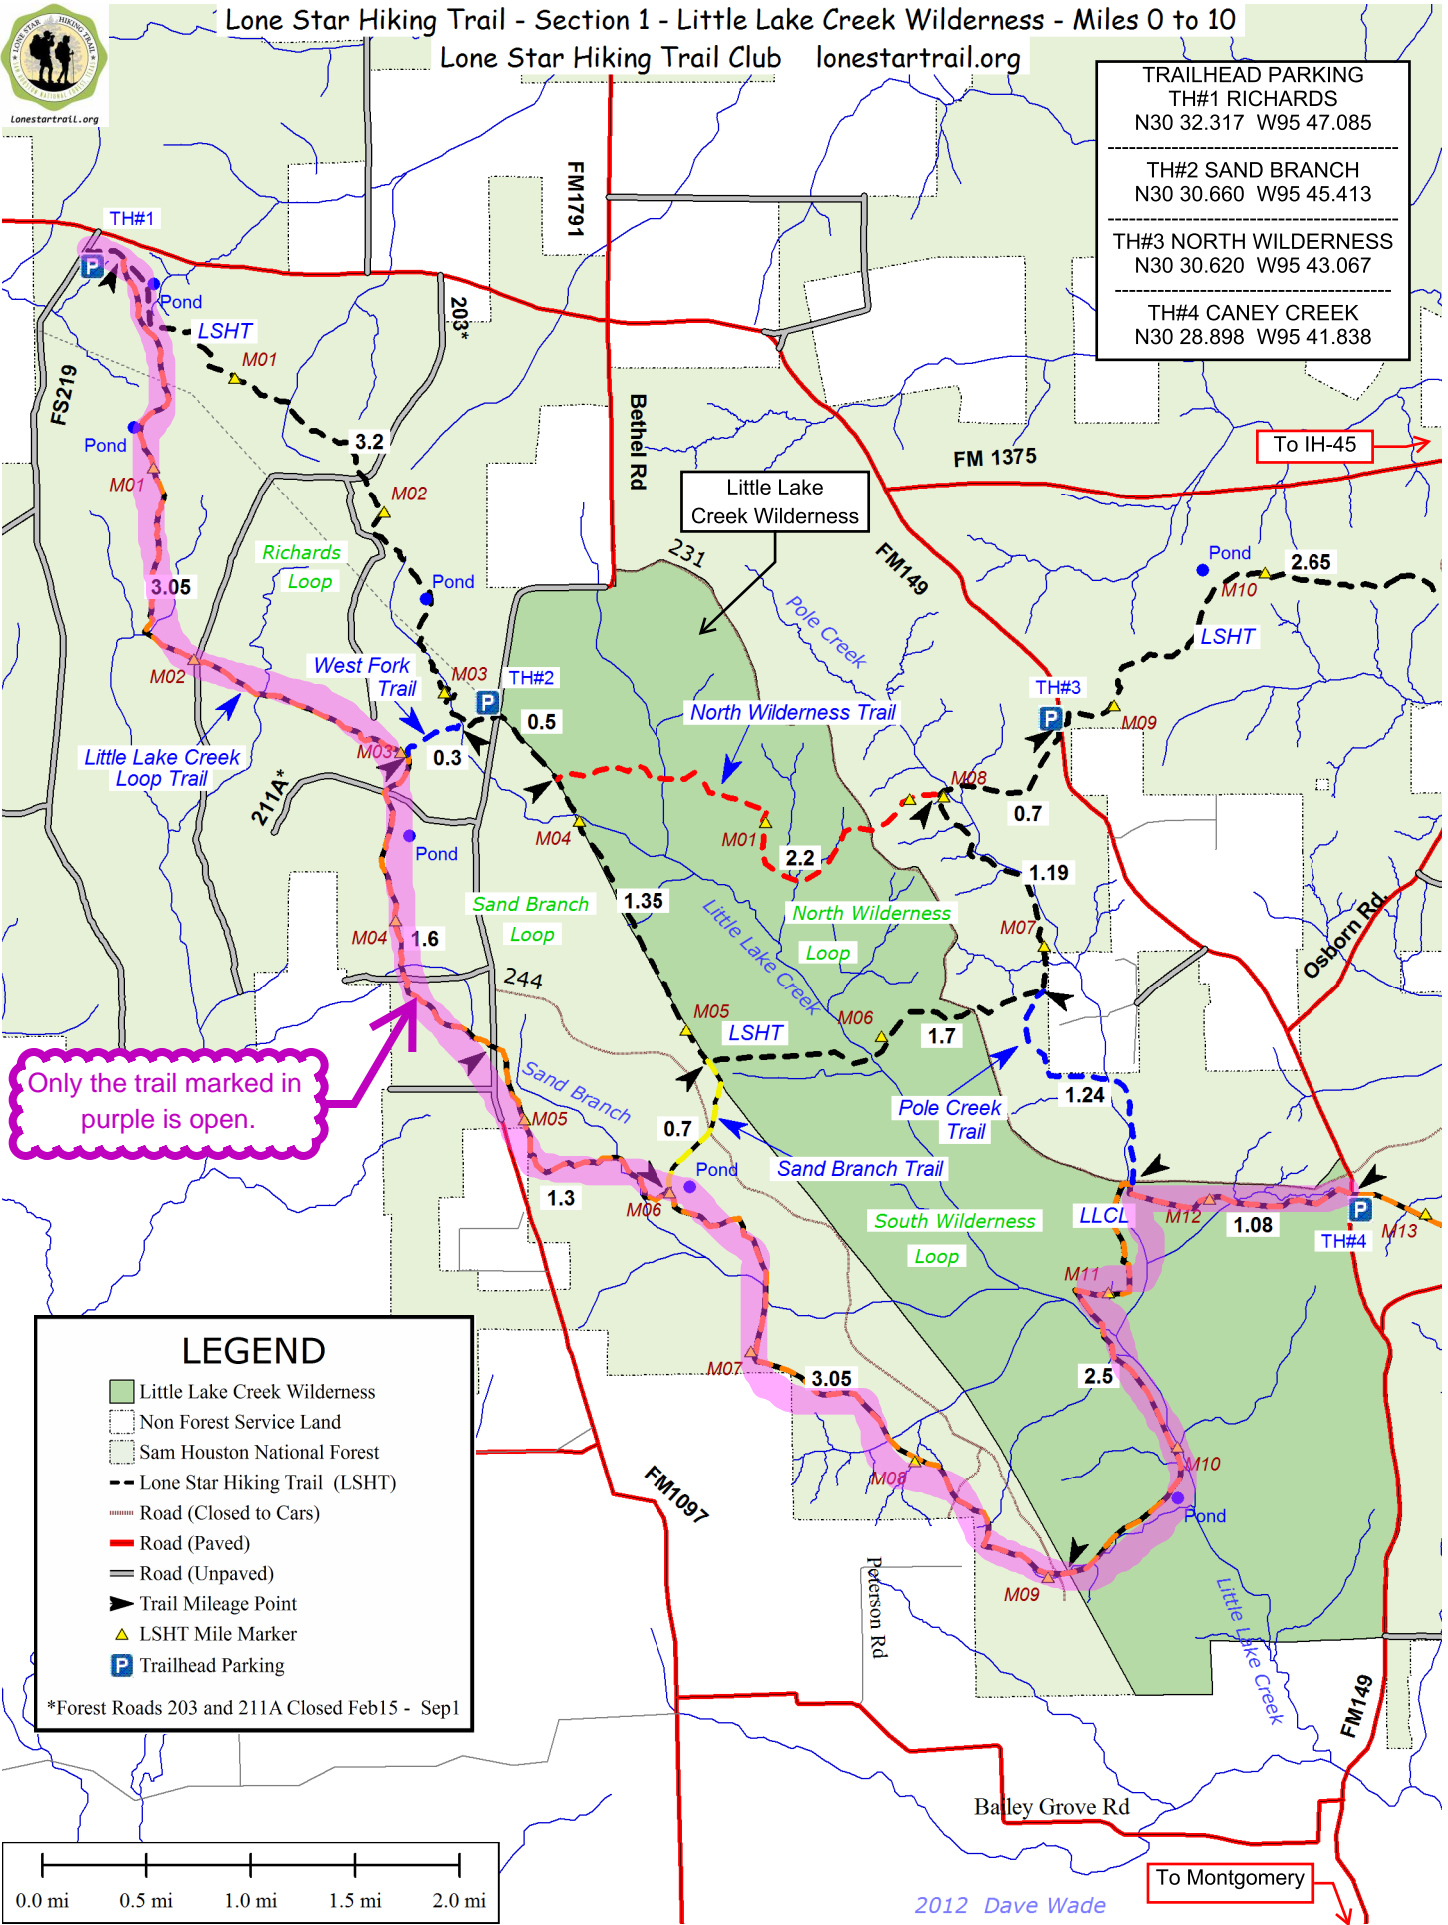 Lone Star Hiking Trail - Section 1 - Little Lake Creek Wilderness - Miles 0 to 10
Lone Star Hiking Trail Club lonestartrail.org
LONE STAR HIKING TRAIL
SAM HOUSTON NATIONAL FOREST
lonestartrail.org
TRAILHEAD PARKING
TH#1 RICHARDS
N30 32.317 W95 47.085
TH#2 SAND BRANCH
N30 30.660 W95 45.413
TH#3 NORTH WILDERNESS
N30 30.620 W95 43.067
TH#4 CANEY CREEK
N30 28.898 W95 41.838
FM1791
TH#1
P
Pond
LSHT
M01
203*
FS219
Pond
M01
3.2
M02
Bethel Rd
To IH-45
FM 1375
Little Lake
Creek Wilderness
Richards
Loop
231
FM149
Pond
2.65
M10
LSHT
3.05
Pond
Pole Creek
M02
West Fork
Trail
M03
TH#2
P
0.5
TH#3
P
M09
North Wilderness Trail
Little Lake Creek
Loop Trail
M03
0.3
211A*
M08
0.7
M04
M01
2.2
Pond
1.19
Sand Branch
Loop
1.35
Little Lake Creek
North Wilderness
Loop
M07
Osborn Rd.
M04
1.6
244
M05
LSHT
M06
1.7
Only the trail marked in
purple is open.
Sand Branch
M05
0.7
Pole Creek
Trail
1.24
Sand Branch Trail
Pond
1.3
M06
South Wilderness
Loop
LLCL
M12
1.08
P
TH#4
M13
M11
M07
3.05
2.5
M08
M10
Pond
FM1097
M09
Peterson Rd
Little Lake Creek
FM149
LEGEND
Little Lake Creek Wilderness
Non Forest Service Land
Sam Houston National Forest
Lone Star Hiking Trail (LSHT)
Road (Closed to Cars)
Road (Paved)
Road (Unpaved)
Trail Mileage Point
LSHT Mile Marker
P Trailhead Parking
*Forest Roads 203 and 211A Closed Feb15 - Sep1
Bailey Grove Rd
0.0 mi 0.5 mi 1.0 mi 1.5 mi 2.0 mi
To Montgomery
2012 Dave Wade